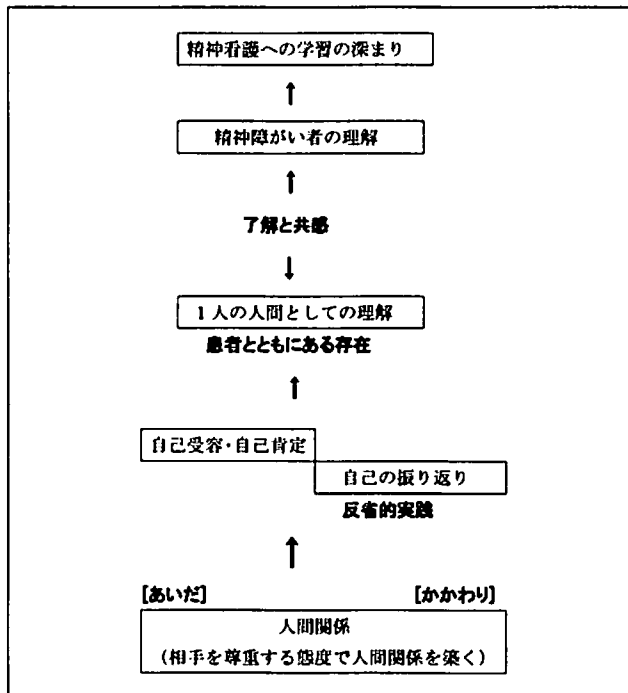 精神看護への学習の深まり
↑
精神障がい者の理解
↑
了解と共感
↓
1人の人間としての理解
患者とともにある存在
↑
自己受容・自己肯定
自己の振り返り
反省的実践
↑
[あいだ] [かかわり]
人間関係
(相手を尊重する態度で人間関係を築く)